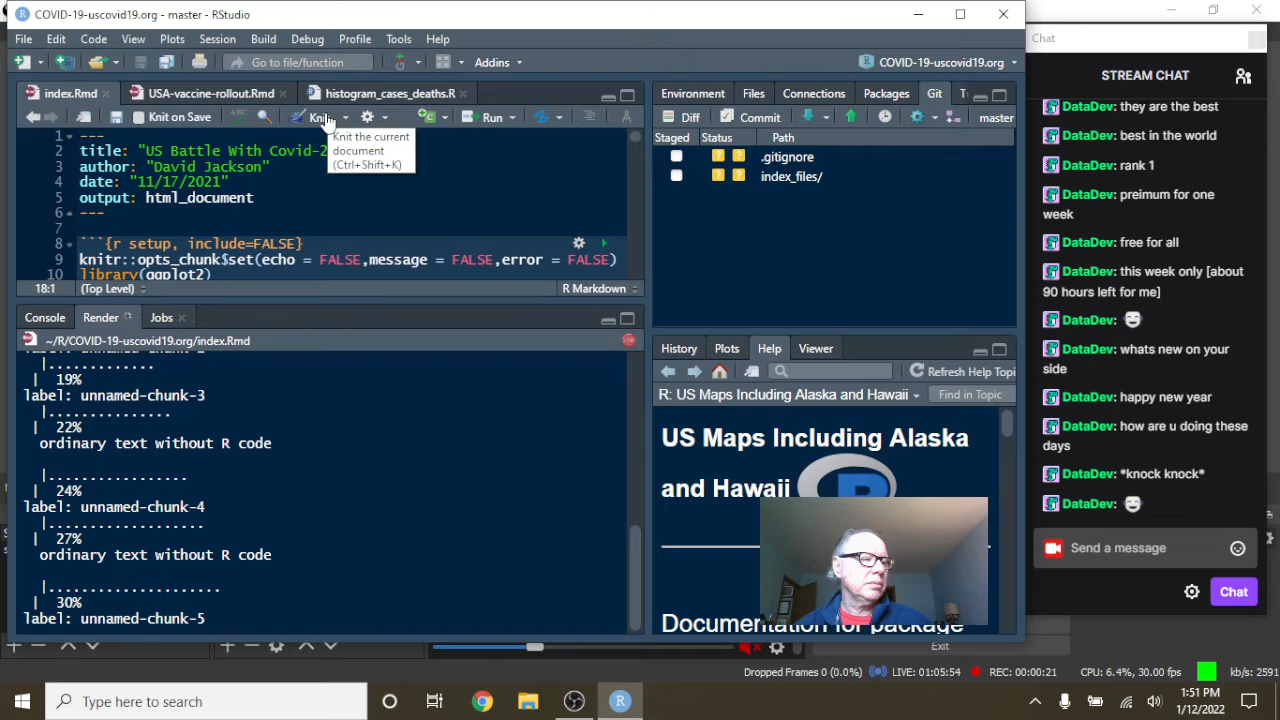 COVID-19-uscovid19.org - master - RStudio
File Edit Code View Plots Session Build Debug Profile Tools Help
Go to file/function
Addins
COVID-19-uscovid19.org
index.Rmd
USA-vaccine-rollout.Rmd
histogram_cases_deaths.R
Knit on Save
ABC
Knit
Run
Knit the current
document
(Ctrl+Shift+K)
1 ---
2 title: "US Battle With Covid-2
3 author: "David Jackson"
4 date: "11/17/2021"
5 output: html_document
6 ---
7
8 ```{r setup, include=FALSE}
9 knitr::opts_chunk$set(echo = FALSE,message = FALSE,error = FALSE)
10 library(ggplot2)
18:1 (Top Level) R Markdown
Console Render Jobs
~/R/COVID-19-uscovid19.org/index.Rmd
|.............
| 19%
label: unnamed-chunk-3
|...............
| 22%
ordinary text without R code
|.................
| 24%
label: unnamed-chunk-4
|...................
| 27%
ordinary text without R code
|.....................
| 30%
label: unnamed-chunk-5
Environment Files Connections Packages Git
Diff Commit master
Staged Status Path
? ? .gitignore
? ? index_files/
History Plots Help Viewer
Refresh Help Topi
R: US Maps Including Alaska and Hawaii
Find in Topic
US Maps Including Alaska
and Hawaii
Documentation for package
Chat
STREAM CHAT
DataDev: they are the best
DataDev: best in the world
DataDev: rank 1
DataDev: preimum for one
week
DataDev: free for all
DataDev: this week only [about
90 hours left for me]
DataDev:
DataDev: whats new on your
side
DataDev: happy new year
DataDev: how are u doing these
days
DataDev: *knock knock*
DataDev:
Send a message
Chat
Exit
Dropped Frames 0 (0.0%) LIVE: 01:05:54 REC: 00:00:21 CPU: 6.4%, 30.00 fps kb/s: 2591
Type here to search
1:51 PM
1/12/2022